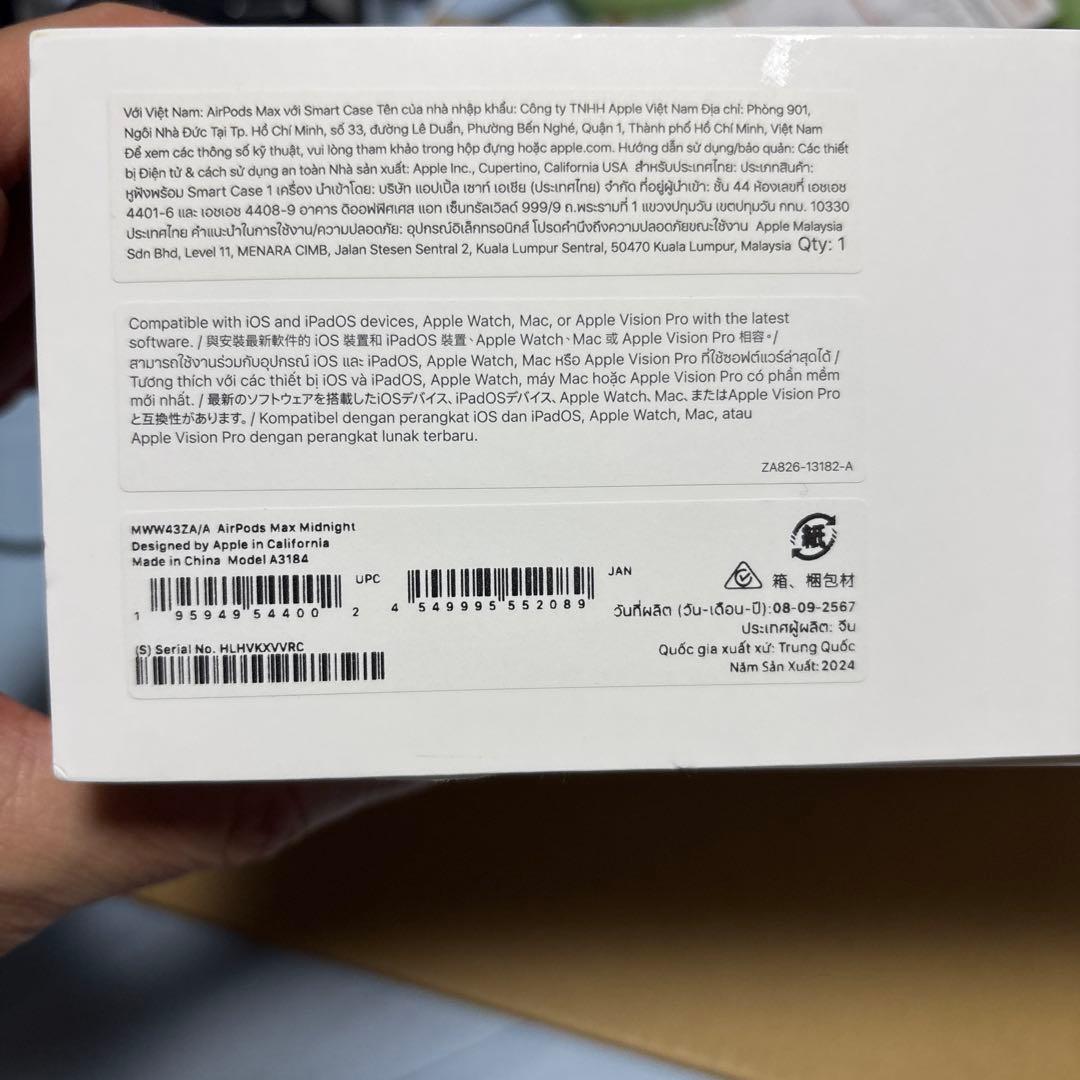 Với Việt Nam: AirPods Max với Smart Case Tên của nhà nhập khẩu: Công ty TNHH Apple Việt Nam Địa chỉ: Phòng 901,
Ngôi Nhà Đức Tại Tp. Hồ Chí Minh, số 33, đường Lê Duẩn, Phường Bến Nghé, Quận 1, Thành phố Hồ Chí Minh, Việt Nam
Để xem các thông số kỹ thuật, vui lòng tham khảo trong hộp đựng hoặc apple.com. Hướng dẫn sử dụng/bảo quản: Các thiết
bị Điện tử & cách sử dụng an toàn Nhà sản xuất: Apple Inc., Cupertino, California USA สำหรับประเทศไทย: ประเภทสินค้า:
หูฟังพร้อม Smart Case 1 เครื่อง นำเข้าโดย: บริษัท แอปเปิ้ล เซาท์ เอเชีย (ประเทศไทย) จำกัด ที่อยู่ผู้นำเข้า: ชั้น 44 ห้องเลขที่ เอชเอช
4401-6 และ เอชเอช 4408-9 อาคาร ดิออฟฟิศเศส แอท เซ็นทรัลเวิลด์ 999/9 ถ.พระรามที่ 1 แขวงปทุมวัน เขตปทุมวัน กทม. 10330
ประเทศไทย คำแนะนำในการใช้งาน/ความปลอดภัย: อุปกรณ์อิเล็กทรอนิกส์ โปรดคำนึงถึงความปลอดภัยขณะใช้งาน Apple Malaysia
Sdn Bhd, Level 11, MENARA CIMB, Jalan Stesen Sentral 2, Kuala Lumpur Sentral, 50470 Kuala Lumpur, Malaysia Qty: 1
Compatible with iOS and iPadOS devices, Apple Watch, Mac, or Apple Vision Pro with the latest
software. / 與安裝最新軟件的 iOS 裝置和 iPadOS 裝置、Apple Watch、Mac 或 Apple Vision Pro 相容。/
สามารถใช้งานร่วมกับอุปกรณ์ iOS และ iPadOS, Apple Watch, Mac หรือ Apple Vision Pro ที่ใช้ซอฟต์แวร์ล่าสุดได้ /
Tương thích với các thiết bị iOS và iPadOS, Apple Watch, máy Mac hoặc Apple Vision Pro có phần mềm
mới nhất. / 最新のソフトウェアを搭載したiOSデバイス、iPadOSデバイス、Apple Watch、Mac、またはApple Vision Pro
と互換性があります。/ Kompatibel dengan perangkat iOS dan iPadOS, Apple Watch, Mac, atau
Apple Vision Pro dengan perangkat lunak terbaru.
ZA826-13182-A
MWW43ZA/A AirPods Max Midnight
Designed by Apple in California
Made in China Model A3184
UPC
1 95949 54400 2
JAN
4 549995 552089
(S) Serial No. HLHVKXVVRC
紙
箱、梱包材
วันที่ผลิต (วัน-เดือน-ปี):08-09-2567
ประเทศผู้ผลิต: จีน
Quốc gia xuất xứ: Trung Quốc
Năm Sản Xuất: 2024